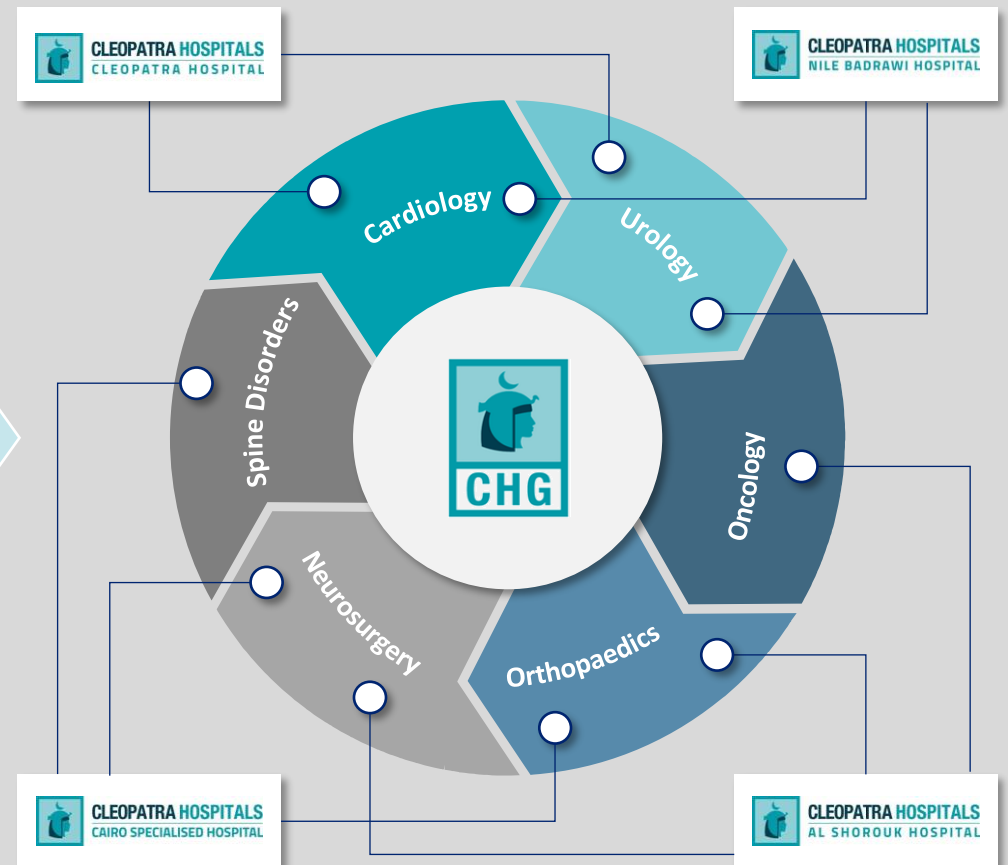 CLEOPATRA HOSPITALS
CLEOPATRA HOSPITAL
CLEOPATRA HOSPITALS
NILE BADRAWI HOSPITAL
Cardiology
Urology
Spine Disorders
Oncology
CHG
Neurosurgery
Orthopaedics
CLEOPATRA HOSPITALS
CAIRO SPECIALISED HOSPITAL
CLEOPATRA HOSPITALS
AL SHOROUK HOSPITAL